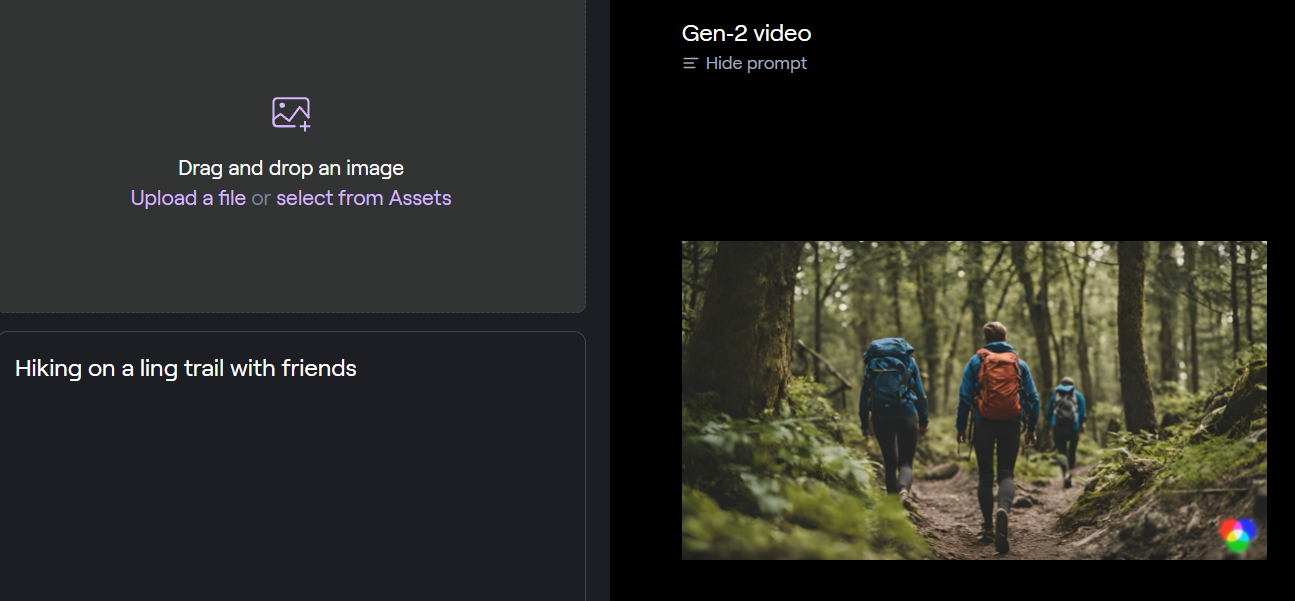 Drag and drop an image
Upload a file or select from Assets
Hiking on a ling trail with friends
Gen-2 video
Hide prompt